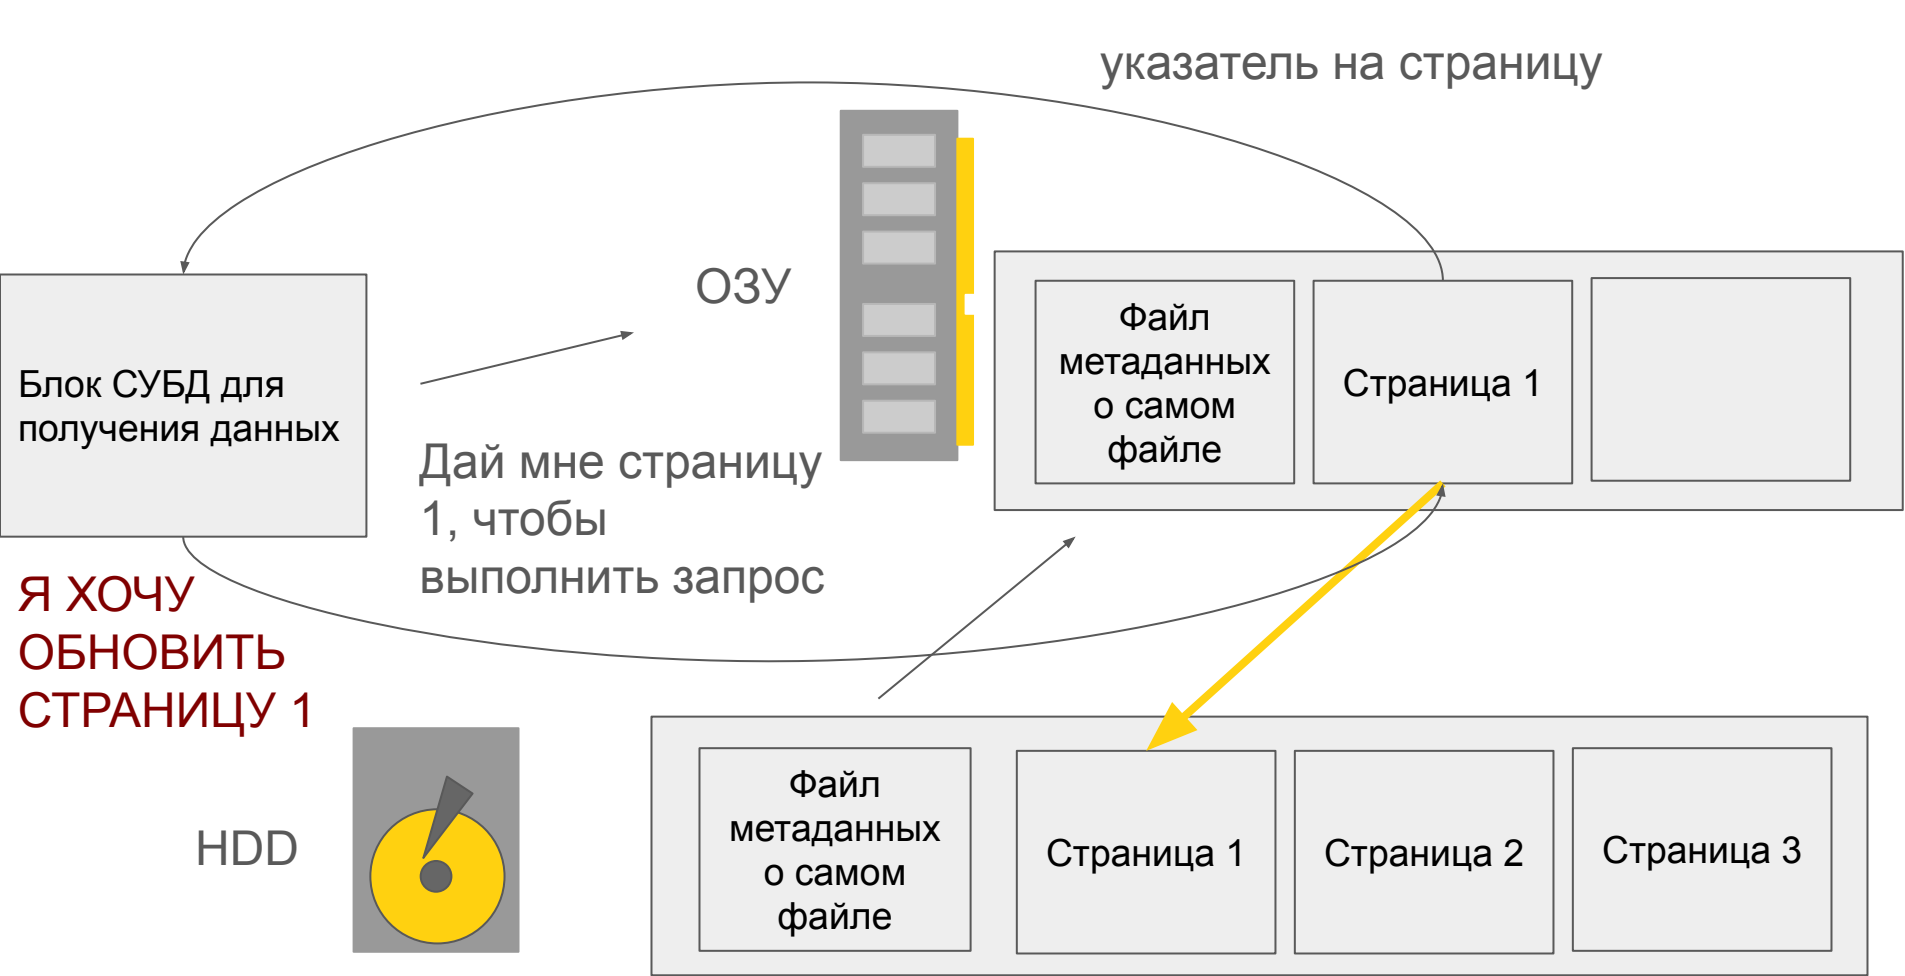 указатель на страницу
ОЗУ
Файл
метаданных
о самом
файле
Страница 1
Блок СУБД для
получения данных
Дай мне страницу
1, чтобы
выполнить запрос
Я ХОЧУ
ОБНОВИТЬ
СТРАНИЦУ 1
HDD
Файл
метаданных
о самом
файле
Страница 1
Страница 2
Страница 3